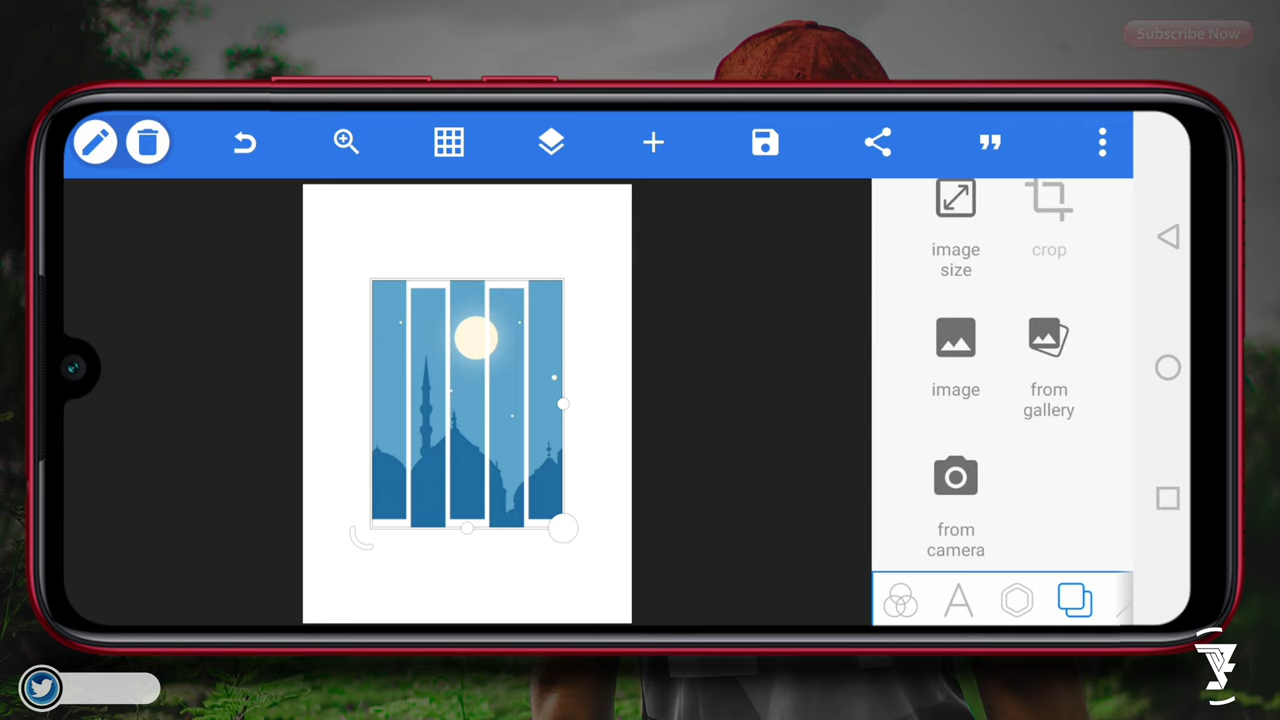 Subscribe Now
image
size
crop
image
from
gallery
from
camera